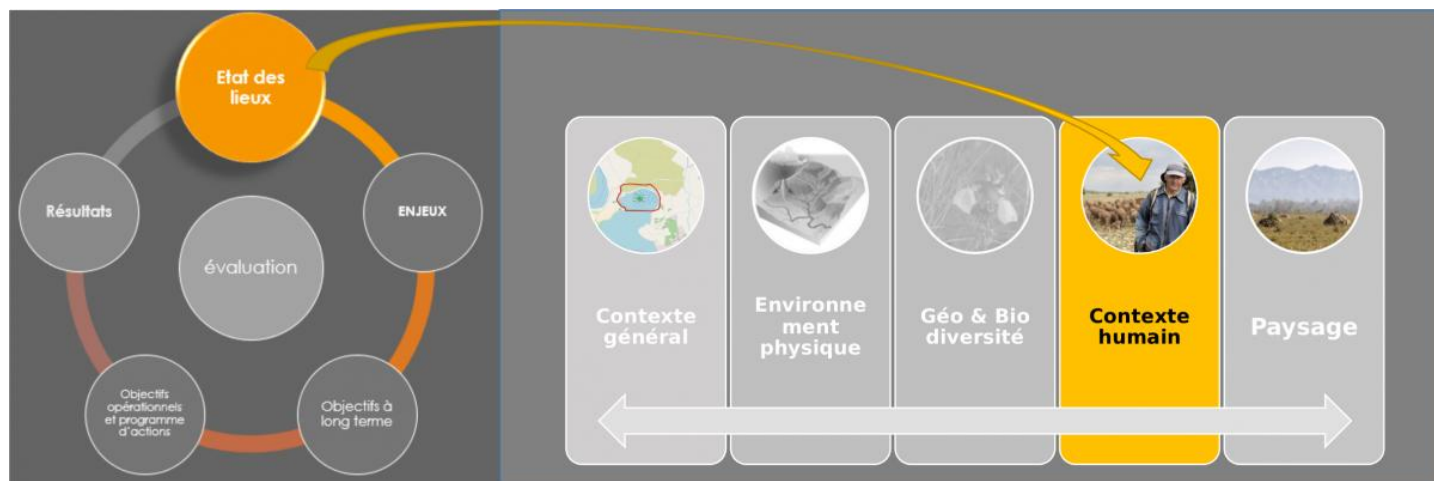 Etat des
lieux
Résultats
ENJEUX
évaluation
Objectifs
opérationnels
et programme
d'actions
Objectifs à
long terme
Contexte
général
Environne
ment
physique
Géo & Bio
diversité
Contexte
humain
Paysage